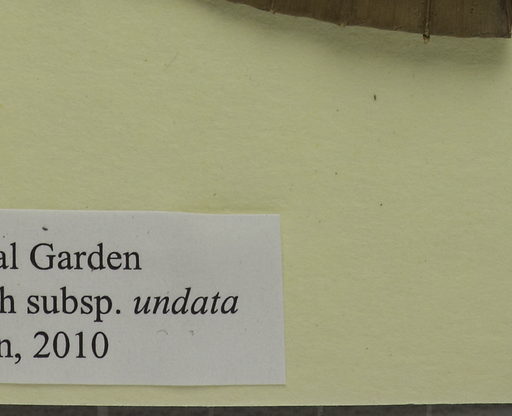 al Garden
h subsp. undata
n, 2010